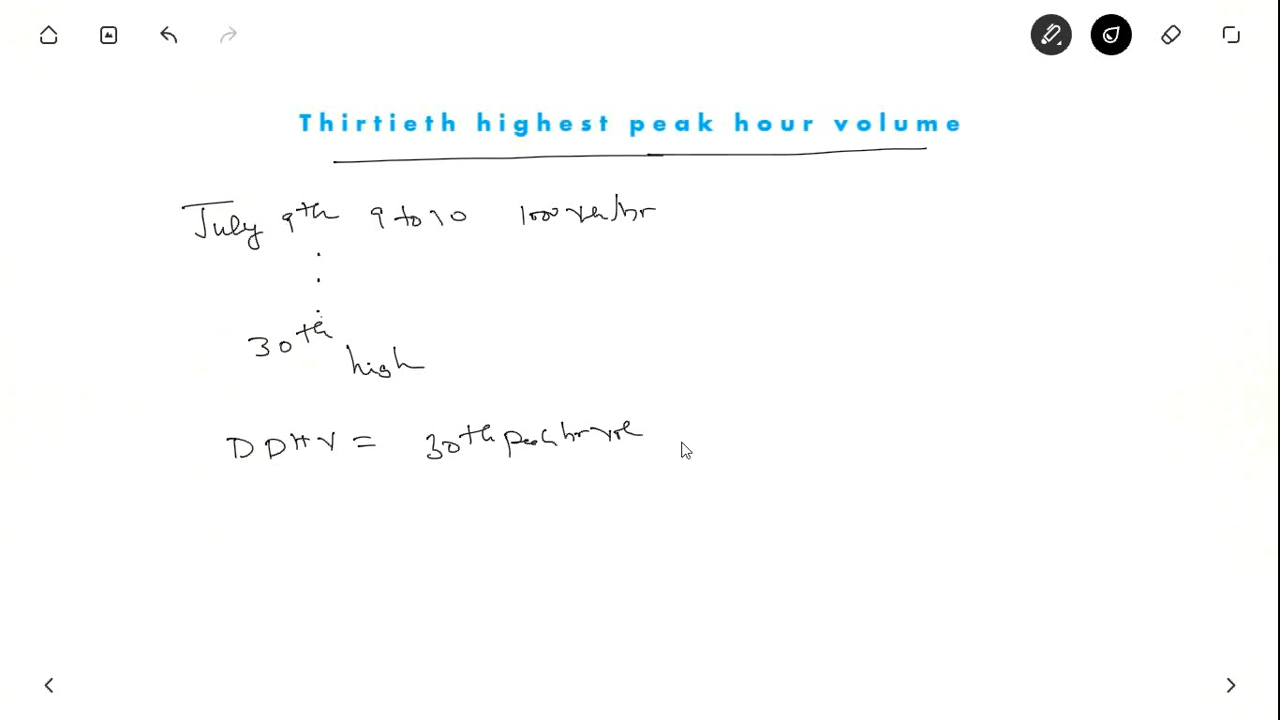 Thirtieth highest peak hour volume
July 9th 9 to 10 1000 veh/hr
30th
high
DDHV = 30th peak hr vol